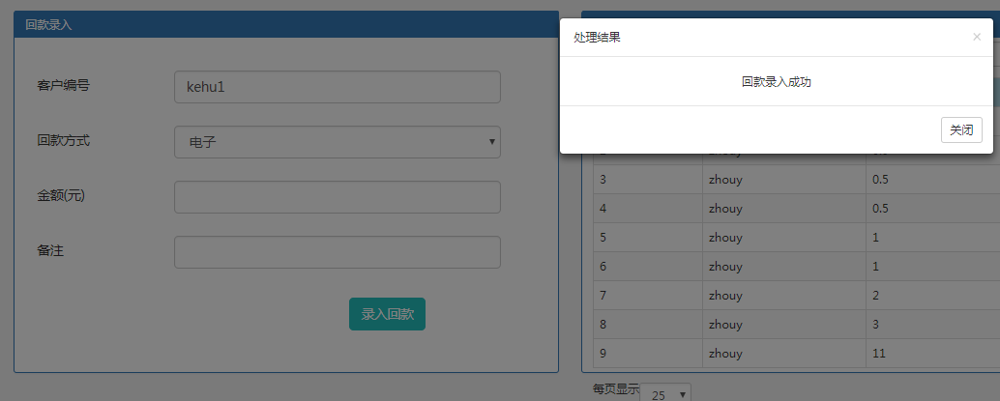 回款录入
客户编号 kehu1
回款方式 电子
金额(元)
备注
录入回款
处理结果 ×
回款录入成功
关闭
3 zhouy 0.5
4 zhouy 0.5
5 zhouy 1
6 zhouy 1
7 zhouy 2
8 zhouy 3
9 zhouy 11
每页显示 25